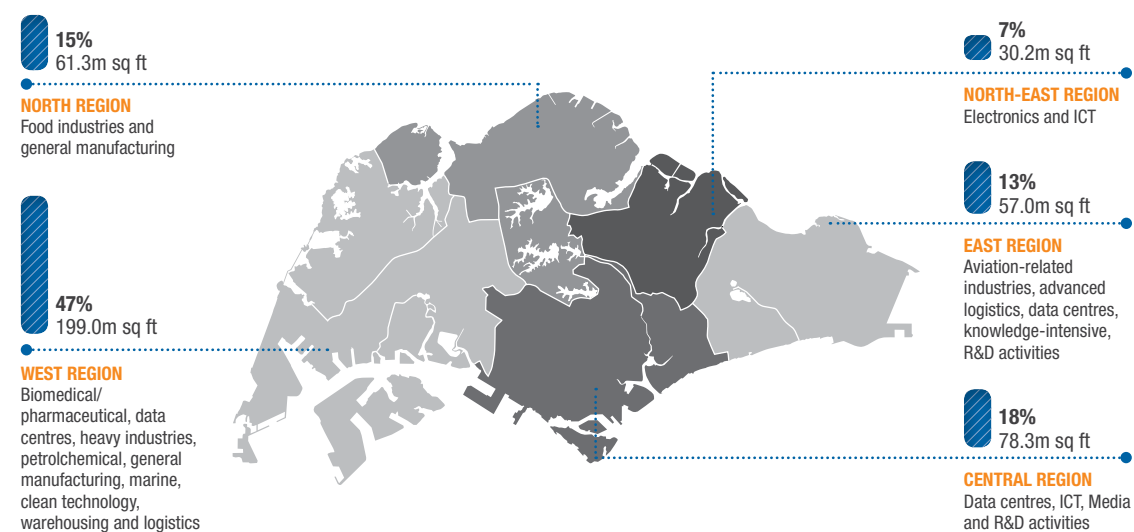 15%
61.3m sq ft
NORTH REGION
Food industries and
general manufacturing
47%
199.0m sq ft
WEST REGION
Biomedical/
pharmaceutical, data
centres, heavy industries,
petrolchemical, general
manufacturing, marine,
clean technology,
warehousing and logistics
7%
30.2m sq ft
NORTH-EAST REGION
Electronics and ICT
13%
57.0m sq ft
EAST REGION
Aviation-related
industries, advanced
logistics, data centres,
knowledge-intensive,
R&D activities
18%
78.3m sq ft
CENTRAL REGION
Data centres, ICT, Media
and R&D activities